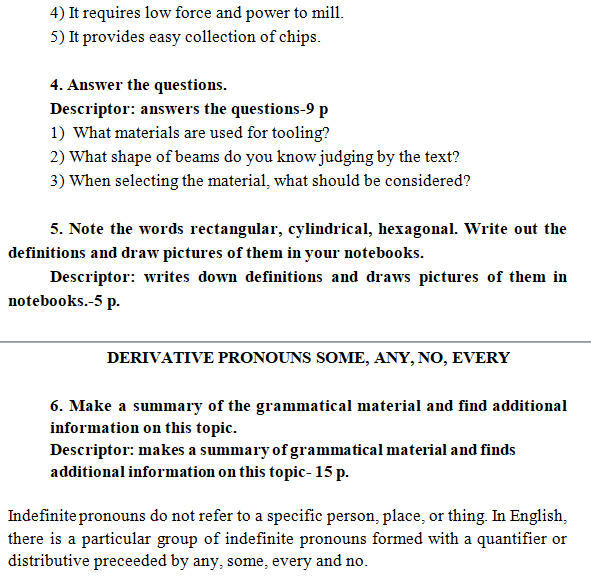 4) It requires low force and power to mill.
5) It provides easy collection of chips.
4. Answer the questions.
Descriptor: answers the questions-9 p
1) What materials are used for tooling?
2) What shape of beams do you know judging by the text?
3) When selecting the material, what should be considered?
5. Note the words rectangular, cylindrical, hexagonal. Write out the
definitions and draw pictures of them in your notebooks.
Descriptor: writes down definitions and draws pictures of them in
notebooks.-5 p.
DERIVATIVE PRONOUNS SOME, ANY, NO, EVERY
6. Make a summary of the grammatical material and find additional
information on this topic.
Descriptor: makes a summary of grammatical material and finds
additional information on this topic- 15 p.
Indefinite pronouns do not refer to a specific person, place, or thing. In English,
there is a particular group of indefinite pronouns formed with a quantifier or
distributive preceeded by any, some, every and no.